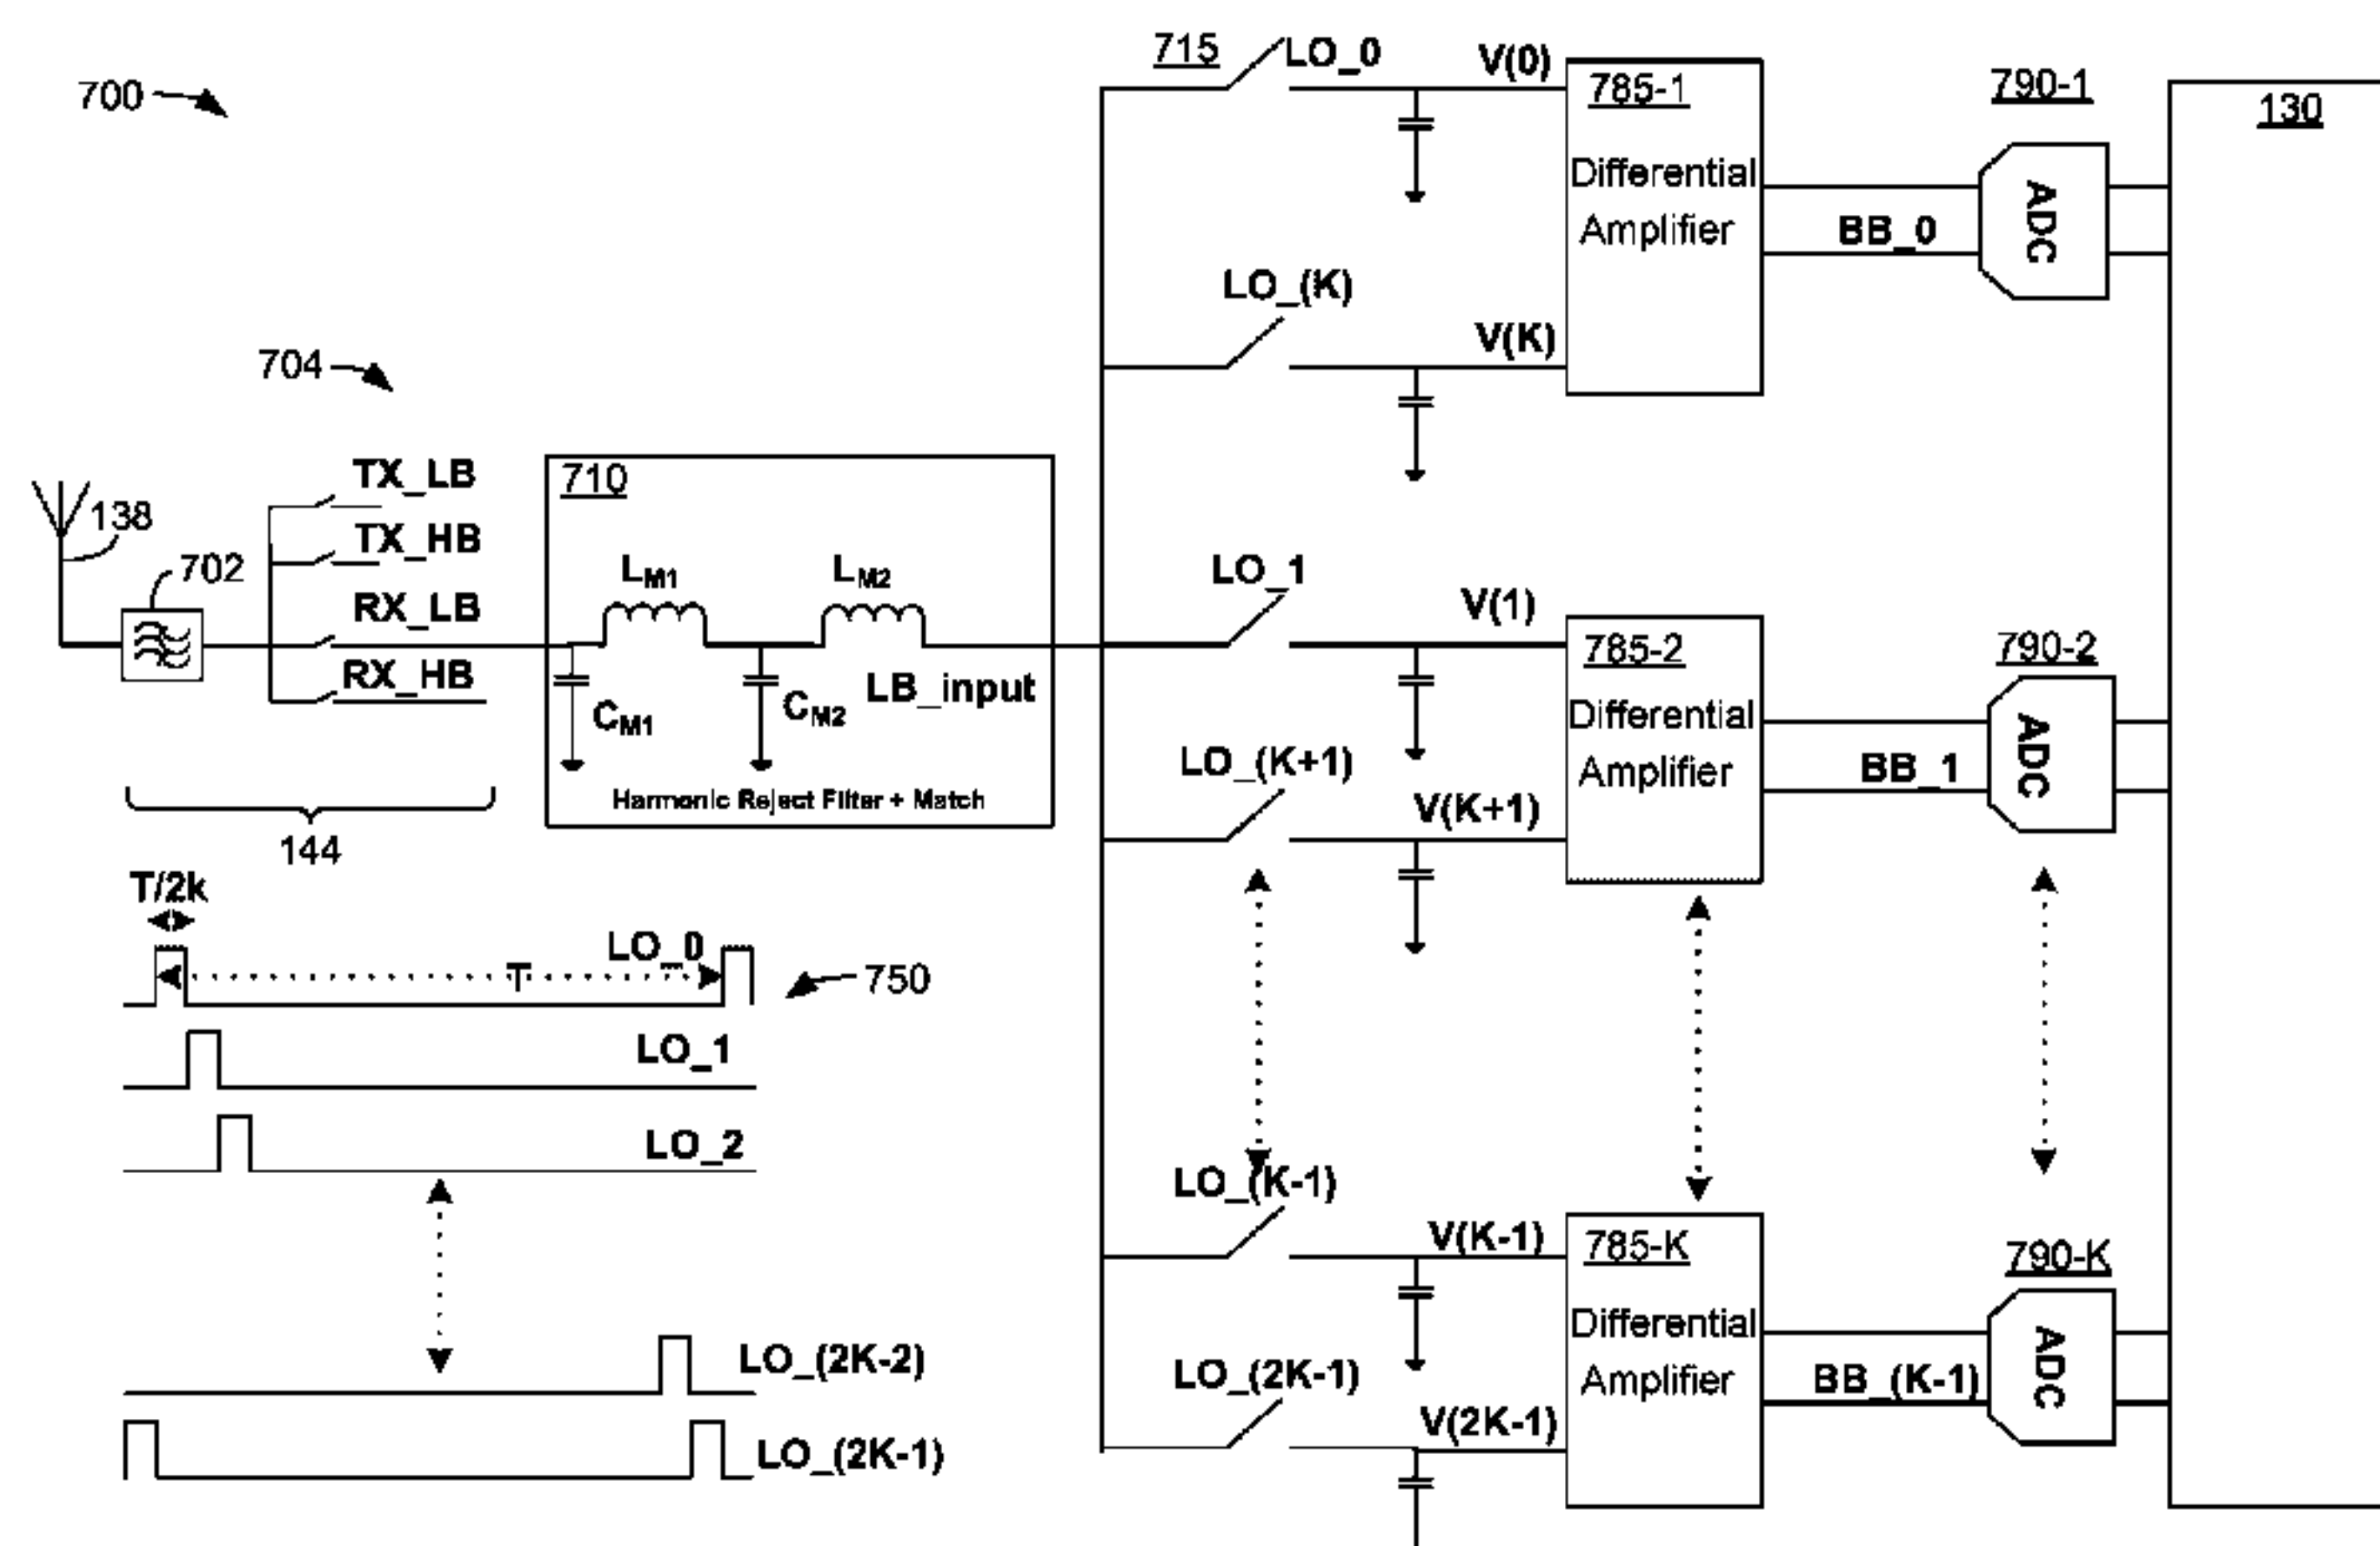 700
704
138
702
TX_LB
TX_HB
RX_LB
RX_HB
144
710
LM1
LM2
CM1
CM2
LB_input
Harmonic Reject Filter + Match
T/2k
LO_0
T
750
LO_1
LO_2
LO_(2K-2)
LO_(2K-1)
715
LO_0
V(0)
LO_(K)
V(K)
785-1
Differential
Amplifier
BB_0
790-1
ADC
LO_1
V(1)
LO_(K+1)
V(K+1)
785-2
Differential
Amplifier
BB_1
790-2
ADC
LO_(K-1)
V(K-1)
LO_(2K-1)
V(2K-1)
785-K
Differential
Amplifier
BB_(K-1)
790-K
ADC
130